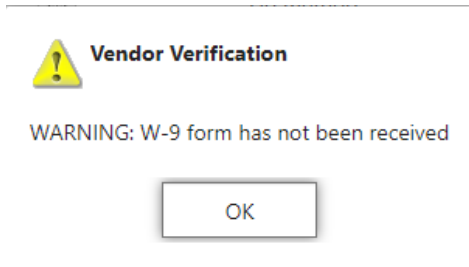 Vendor Verification
WARNING: W-9 form has not been received
OK